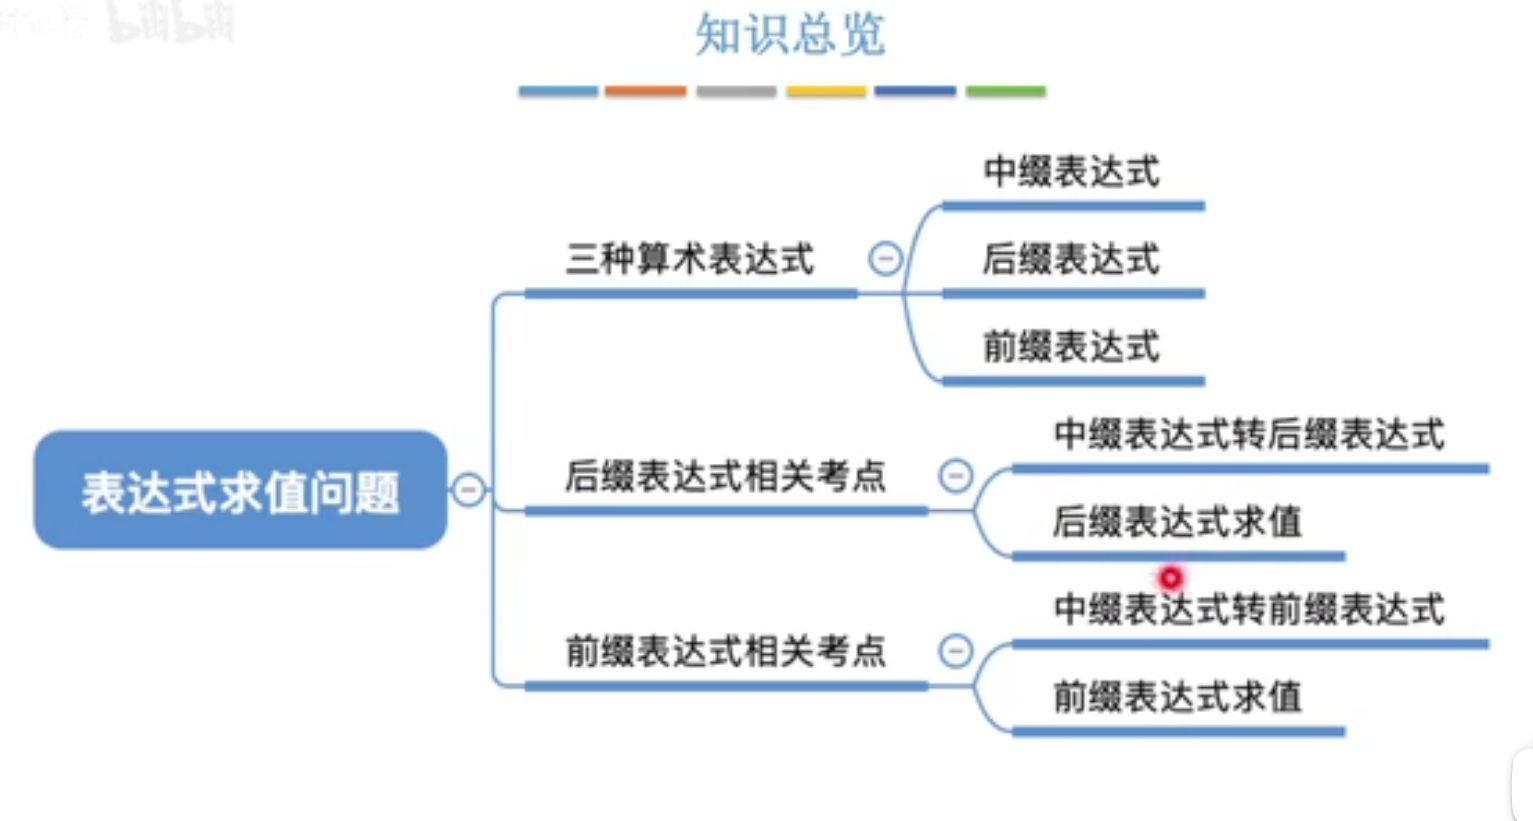 bilibili
知识总览
中缀表达式
三种算术表达式
后缀表达式
前缀表达式
表达式求值问题
后缀表达式相关考点
中缀表达式转后缀表达式
后缀表达式求值
前缀表达式相关考点
中缀表达式转前缀表达式
前缀表达式求值